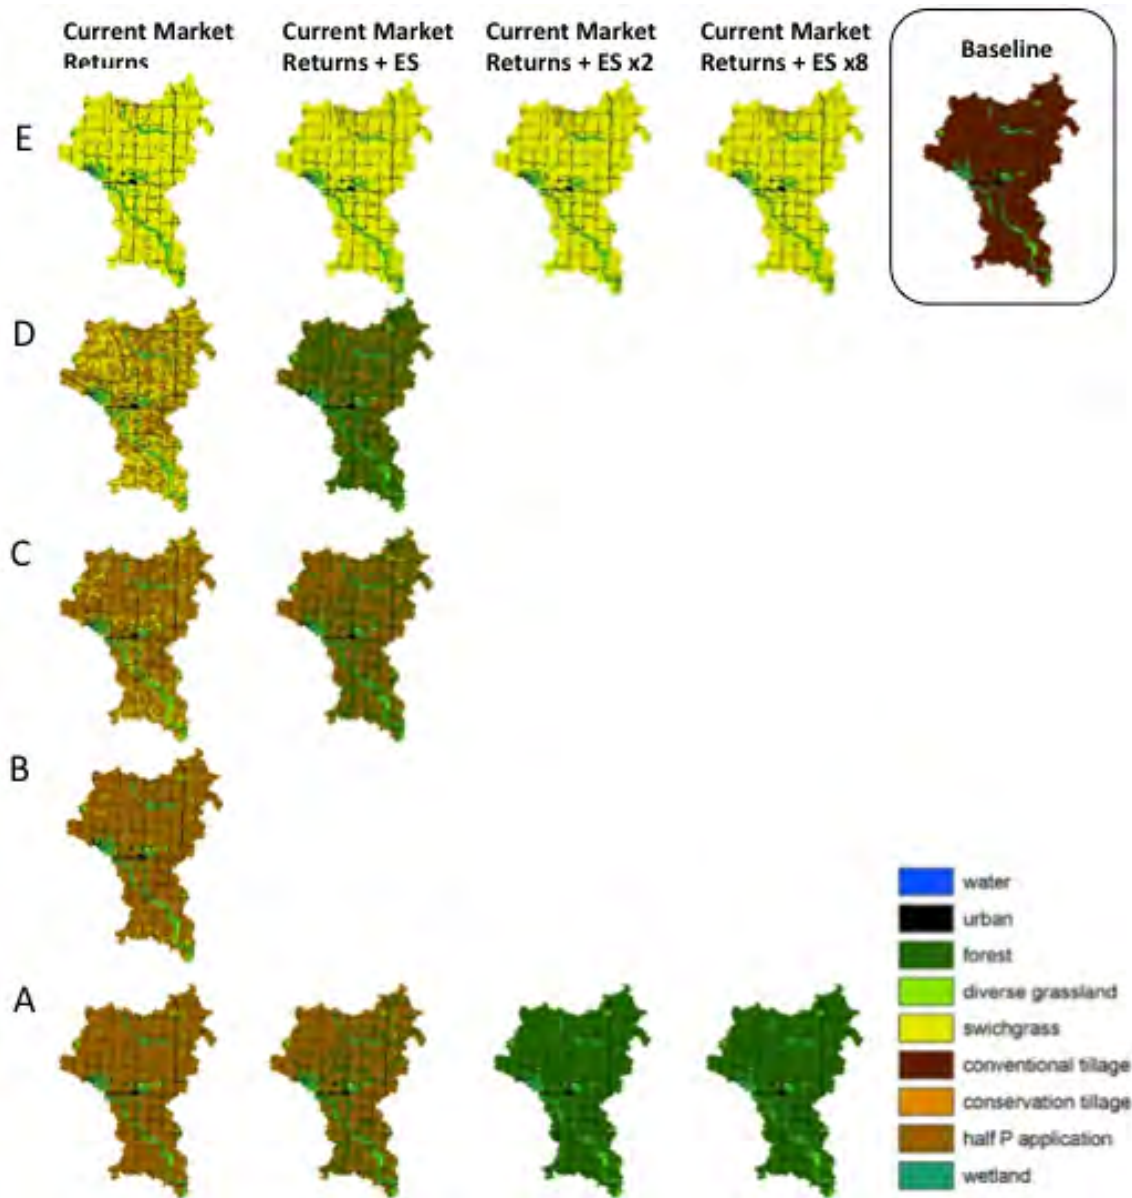 Current Market
Returns
Current Market
Returns + ES
Current Market
Returns + ES x2
Current Market
Returns + ES x8
Baseline
E
D
C
B
A
water
urban
forest
diverse grassland
swichgrass
conventional tillage
conservation tillage
half P application
wetland